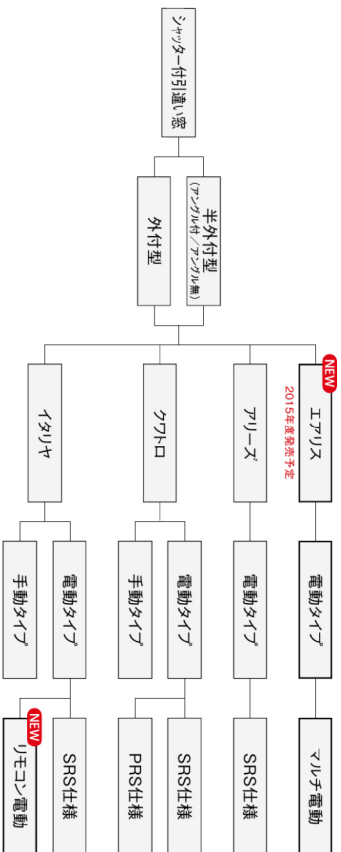 シャッター付引違い窓
半外付型
(アングル付／アングル無)
外付型
NEW
エアリス
2015年度発売予定
電動タイプ
マルチ電動
アリーズ
電動タイプ
SRS仕様
クワトロ
電動タイプ
SRS仕様
PRS仕様
手動タイプ
イタリヤ
電動タイプ
SRS仕様
NEW
リモコン電動
手動タイプ